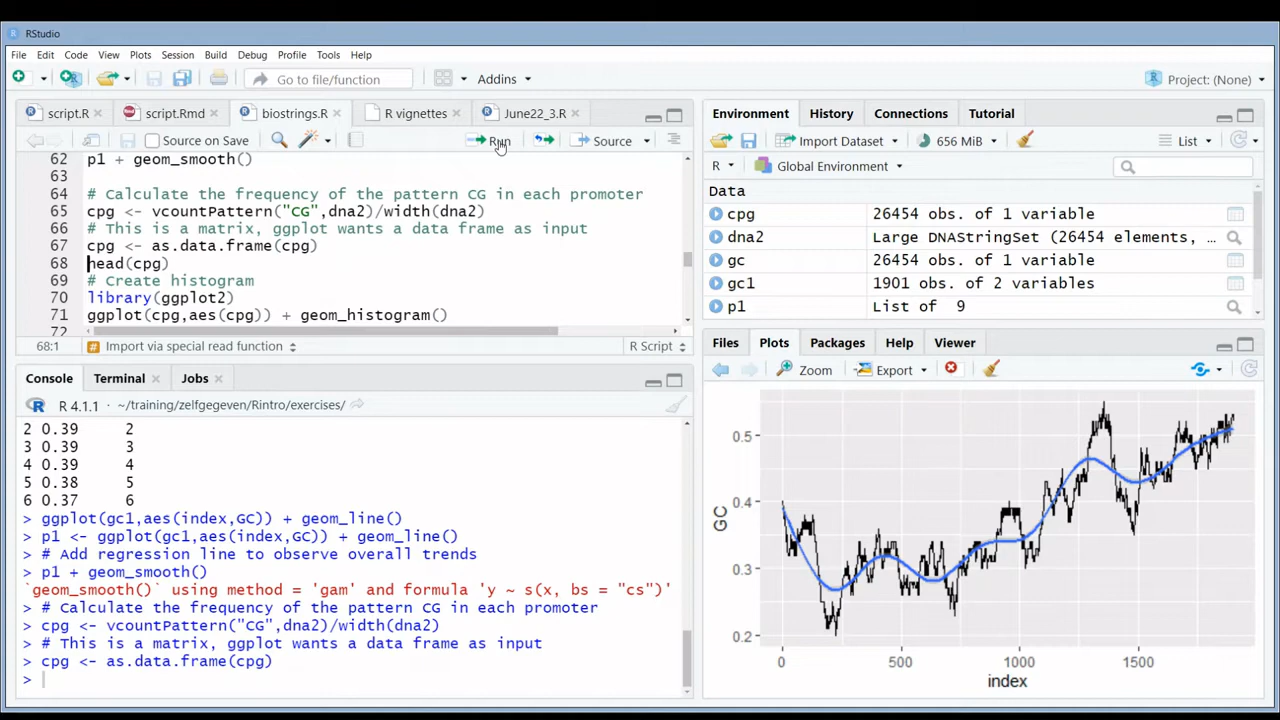 RStudio
File Edit Code View Plots Session Build Debug Profile Tools Help
Go to file/function Addins Project: (None)
script.R script.Rmd biostrings.R R vignettes June22_3.R
Source on Save Run Source
62 p1 + geom_smooth()
63
64 # Calculate the frequency of the pattern CG in each promoter
65 cpg <- vcountPattern("CG",dna2)/width(dna2)
66 # This is a matrix, ggplot wants a data frame as input
67 cpg <- as.data.frame(cpg)
68 head(cpg)
69 # Create histogram
70 library(ggplot2)
71 ggplot(cpg,aes(cpg)) + geom_histogram()
72
68:1 # Import via special read function R Script
Console Terminal Jobs
R 4.1.1 · ~/training/zelfgegeven/Rintro/exercises/
2 0.39 2
3 0.39 3
4 0.39 4
5 0.38 5
6 0.37 6
> ggplot(gc1,aes(index,GC)) + geom_line()
> p1 <- ggplot(gc1,aes(index,GC)) + geom_line()
> # Add regression line to observe overall trends
> p1 + geom_smooth()
`geom_smooth()` using method = 'gam' and formula 'y ~ s(x, bs = "cs")'
> # Calculate the frequency of the pattern CG in each promoter
> cpg <- vcountPattern("CG",dna2)/width(dna2)
> # This is a matrix, ggplot wants a data frame as input
> cpg <- as.data.frame(cpg)
>
Environment History Connections Tutorial
Import Dataset 656 MiB List
R Global Environment
Data
cpg 26454 obs. of 1 variable
dna2 Large DNAStringSet (26454 elements, …
gc 26454 obs. of 1 variable
gc1 1901 obs. of 2 variables
p1 List of 9
Files Plots Packages Help Viewer
Zoom Export
0.5
0.4
0.3
0.2
GC
0 500 1000 1500
index